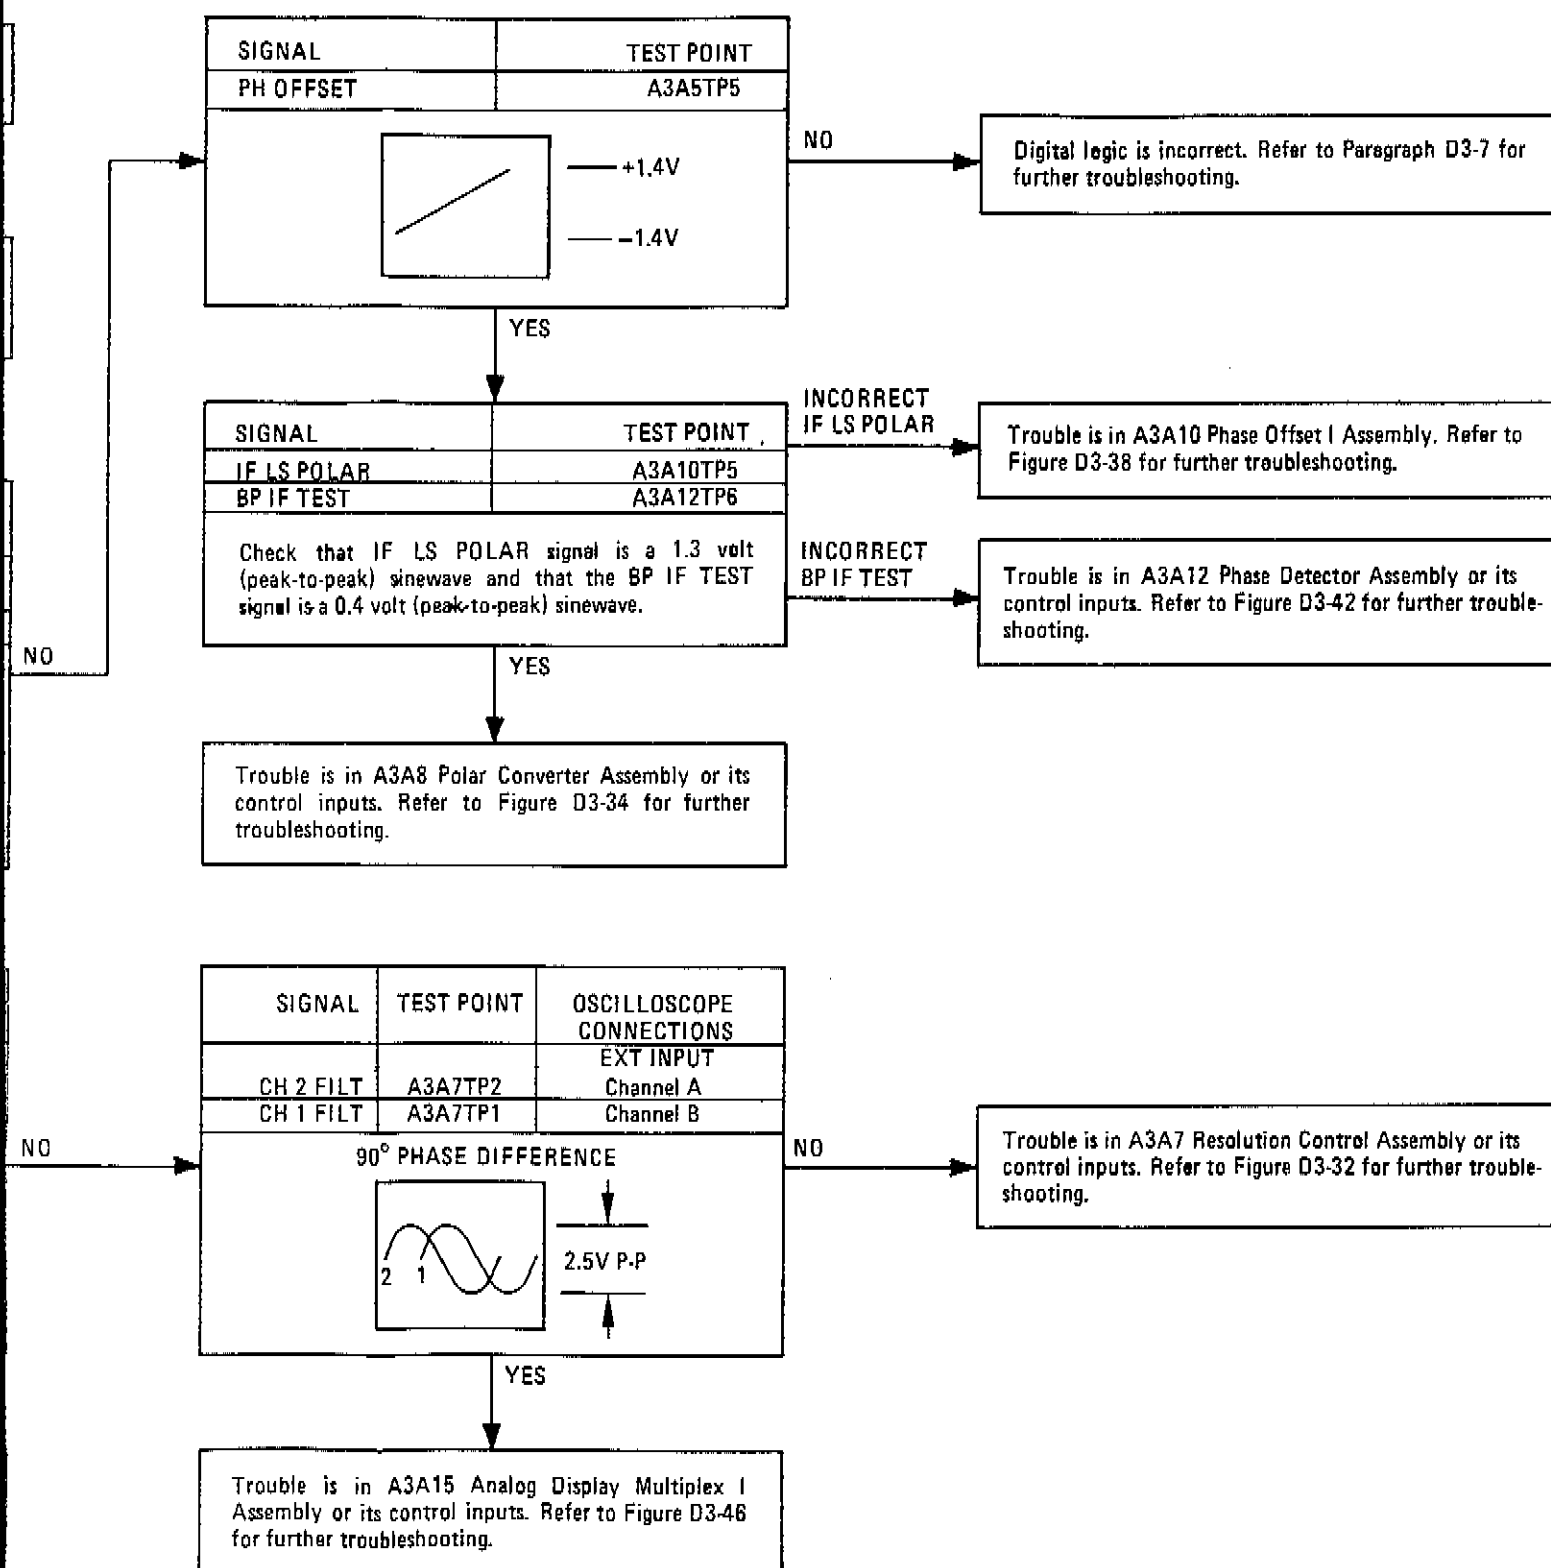 SIGNAL TEST POINT
PH OFFSET A3A5TP5
+1.4V
−1.4V
NO
Digital logic is incorrect. Refer to Paragraph D3-7 for
further troubleshooting.
YES
SIGNAL TEST POINT
IF LS POLAR A3A10TP5
BP IF TEST A3A12TP6
Check that IF LS POLAR signal is a 1.3 volt
(peak-to-peak) sinewave and that the BP IF TEST
signal is a 0.4 volt (peak-to-peak) sinewave.
INCORRECT
IF LS POLAR
Trouble is in A3A10 Phase Offset I Assembly. Refer to
Figure D3-38 for further troubleshooting.
INCORRECT
BP IF TEST
Trouble is in A3A12 Phase Detector Assembly or its
control inputs. Refer to Figure D3-42 for further trouble-
shooting.
NO
YES
Trouble is in A3A8 Polar Converter Assembly or its
control inputs. Refer to Figure D3-34 for further
troubleshooting.
SIGNAL TEST POINT OSCILLOSCOPE
CONNECTIONS
EXT INPUT
CH 2 FILT A3A7TP2 Channel A
CH 1 FILT A3A7TP1 Channel B
NO
90° PHASE DIFFERENCE
2 1
2.5V P-P
NO
Trouble is in A3A7 Resolution Control Assembly or its
control inputs. Refer to Figure D3-32 for further trouble-
shooting.
YES
Trouble is in A3A15 Analog Display Multiplex I
Assembly or its control inputs. Refer to Figure D3-46
for further troubleshooting.